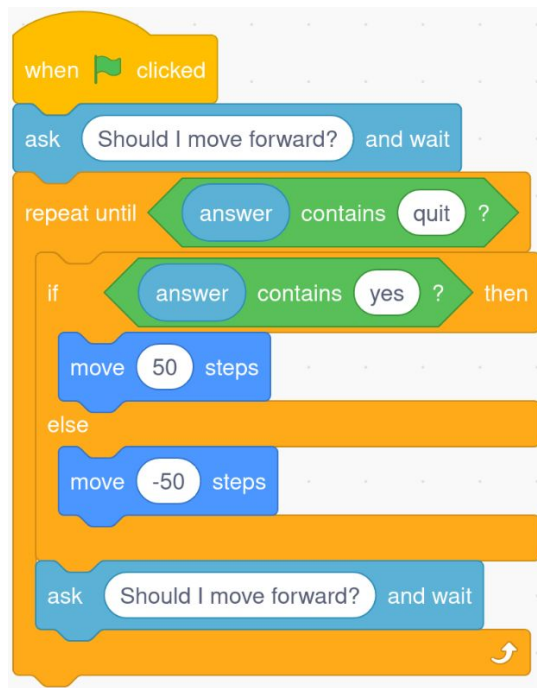 when clicked
ask Should I move forward? and wait
repeat until answer contains quit ?
if answer contains yes ? then
move 50 steps
else
move -50 steps
ask Should I move forward? and wait